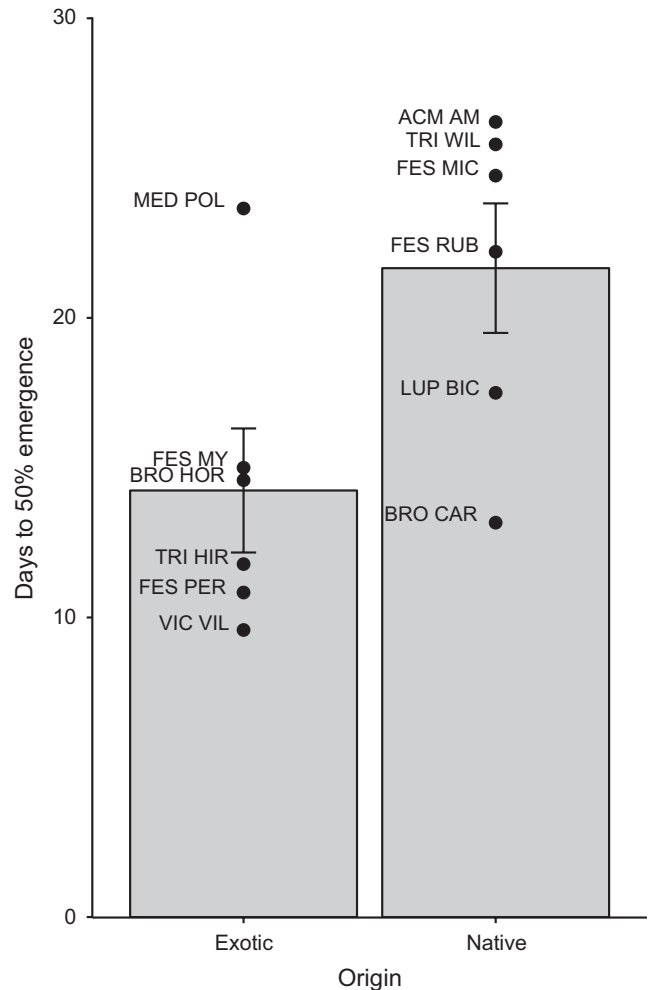 30
ACM AM
TRI WIL
FES MIC
MED POL
FES RUB
20
LUP BIC
FES MY
BRO HOR
BRO CAR
TRI HIR
FES PER
VIC VIL
10
0
Days to 50% emergence
Exotic Native
Origin